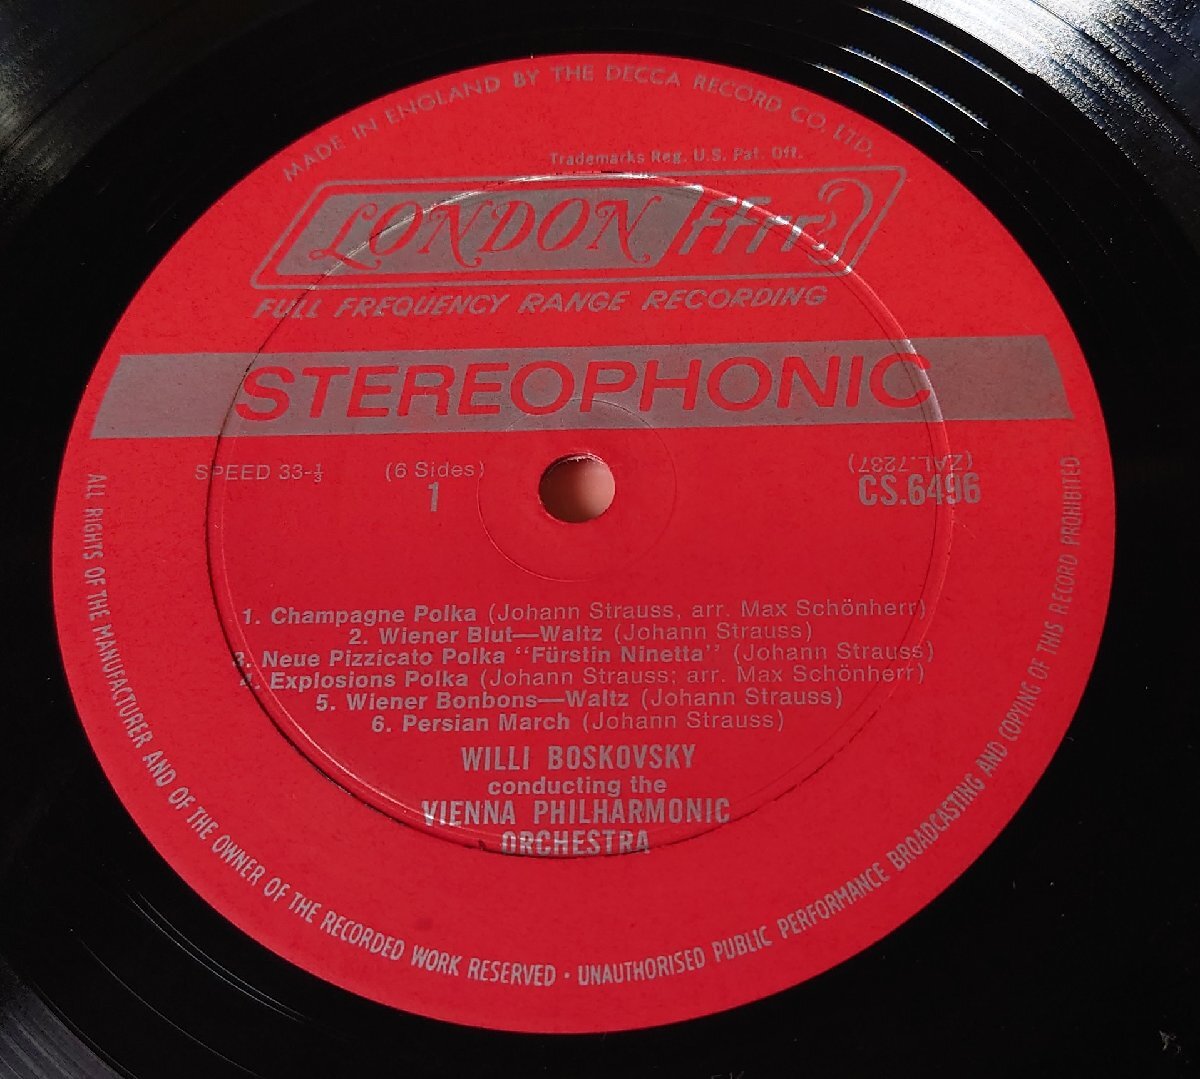 MADE IN ENGLAND BY THE DECCA RECORD CO. LTD.
Trademarks Reg. U.S. Pat. Off.
LONDON ffrr
FULL FREQUENCY RANGE RECORDING
STEREOPHONIC
SPEED 33-⅓ (6 Sides) (ZAL.7237)
1 CS.6496
1. Champagne Polka (Johann Strauss, arr. Max Schönherr)
2. Wiener Blut—Waltz (Johann Strauss)
3. Neue Pizzicato Polka "Fürstin Ninetta" (Johann Strauss)
4. Explosions Polka (Johann Strauss; arr. Max Schönherr)
5. Wiener Bonbons—Waltz (Johann Strauss)
6. Persian March (Johann Strauss)
WILLI BOSKOVSKY
conducting the
VIENNA PHILHARMONIC
ORCHESTRA
ALL RIGHTS OF THE MANUFACTURER AND OF THE OWNER OF THE RECORDED WORK RESERVED · UNAUTHORISED PUBLIC PERFORMANCE BROADCASTING AND COPYING OF THIS RECORD PROHIBITED